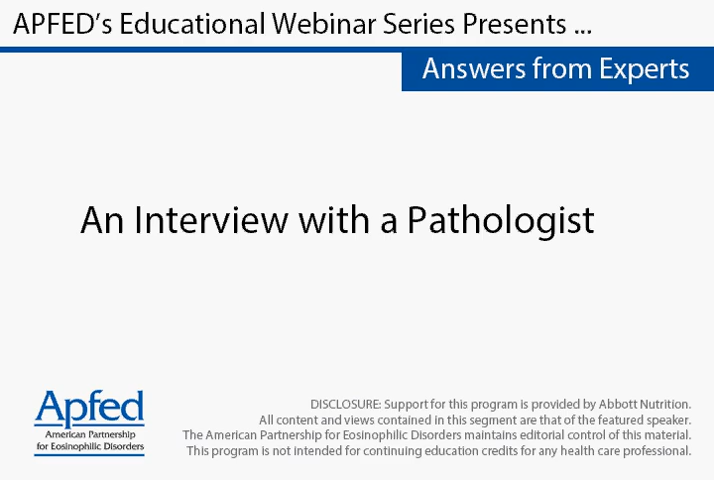 APFED’s Educational Webinar Series Presents ...
Answers from Experts
An Interview with a Pathologist
Apfed
American Partnership
for Eosinophilic Disorders
DISCLOSURE: Support for this program is provided by Abbott Nutrition.
All content and views contained in this segment are that of the featured speaker.
The American Partnership for Eosinophilic Disorders maintains editorial control of this material.
This program is not intended for continuing education credits for any health care professional.